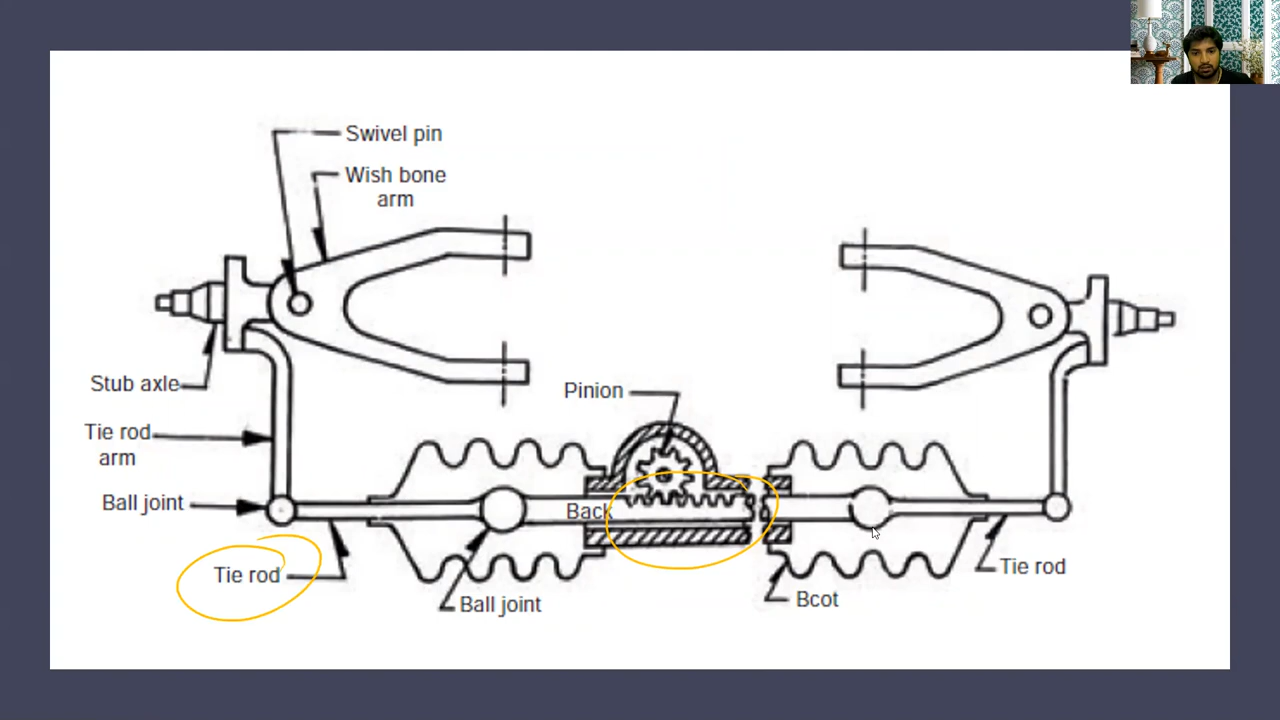 Swivel pin
Wish bone
arm
Stub axle
Pinion
Tie rod
arm
Ball joint
Back
Tie rod
Tie rod
Ball joint
Bcot